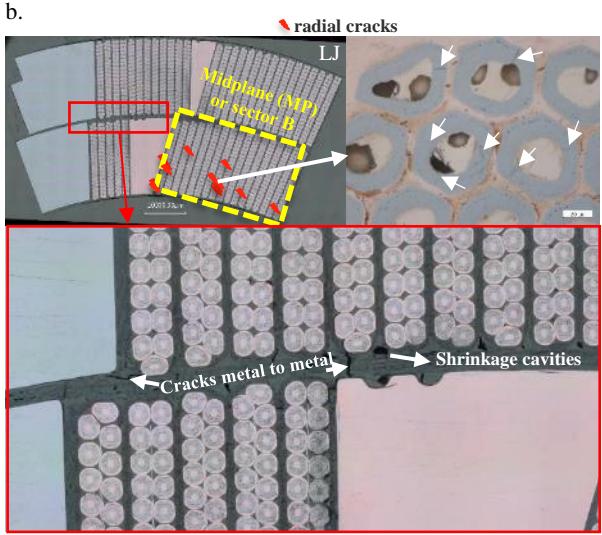 b.
radial cracks
LJ
Midplane (MP)
or sector B
Cracks metal to metal
Shrinkage cavities